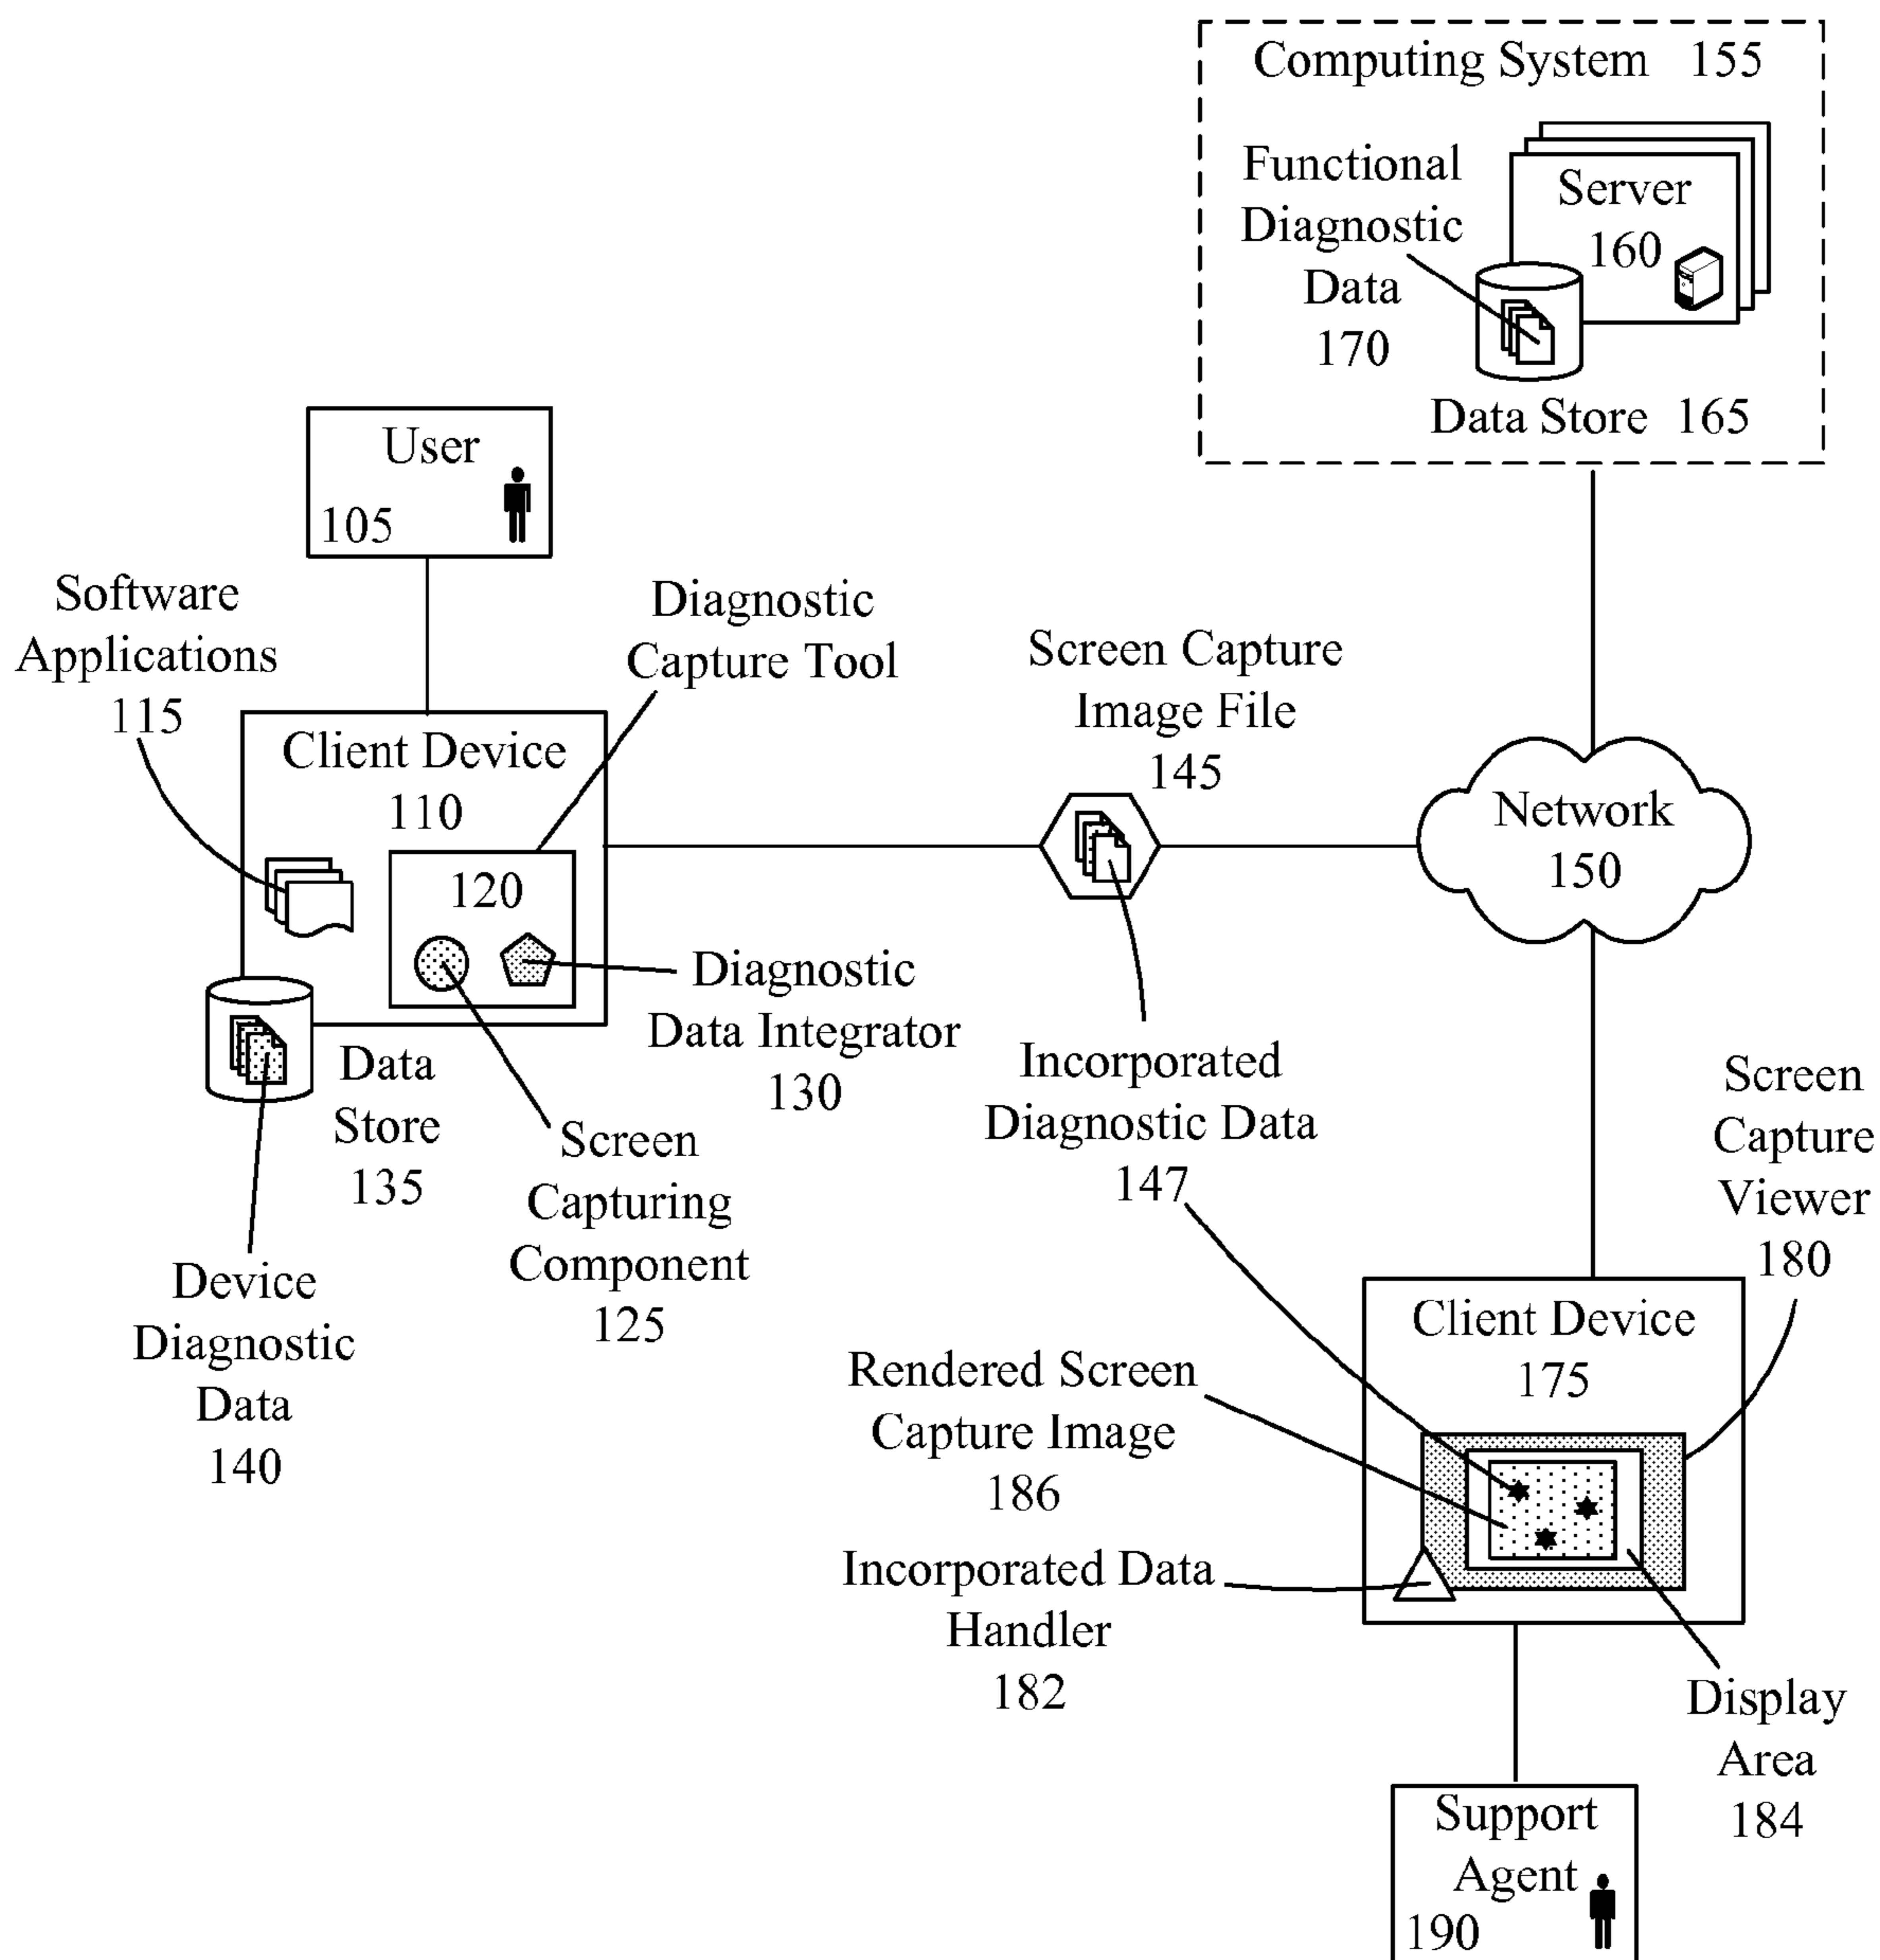 Computing System 155
Functional
Diagnostic
Data
170
Server
160
Data Store 165
User
105
Software
Applications
115
Diagnostic
Capture Tool
Client Device
110
120
Screen Capture
Image File
145
Network
150
Diagnostic
Data Integrator
130
Data
Store
135
Screen
Capturing
Component
125
Device
Diagnostic
Data
140
Incorporated
Diagnostic Data
147
Screen
Capture
Viewer
180
Client Device
175
Rendered Screen
Capture Image
186
Incorporated Data
Handler
182
Display
Area
184
Support
Agent
190